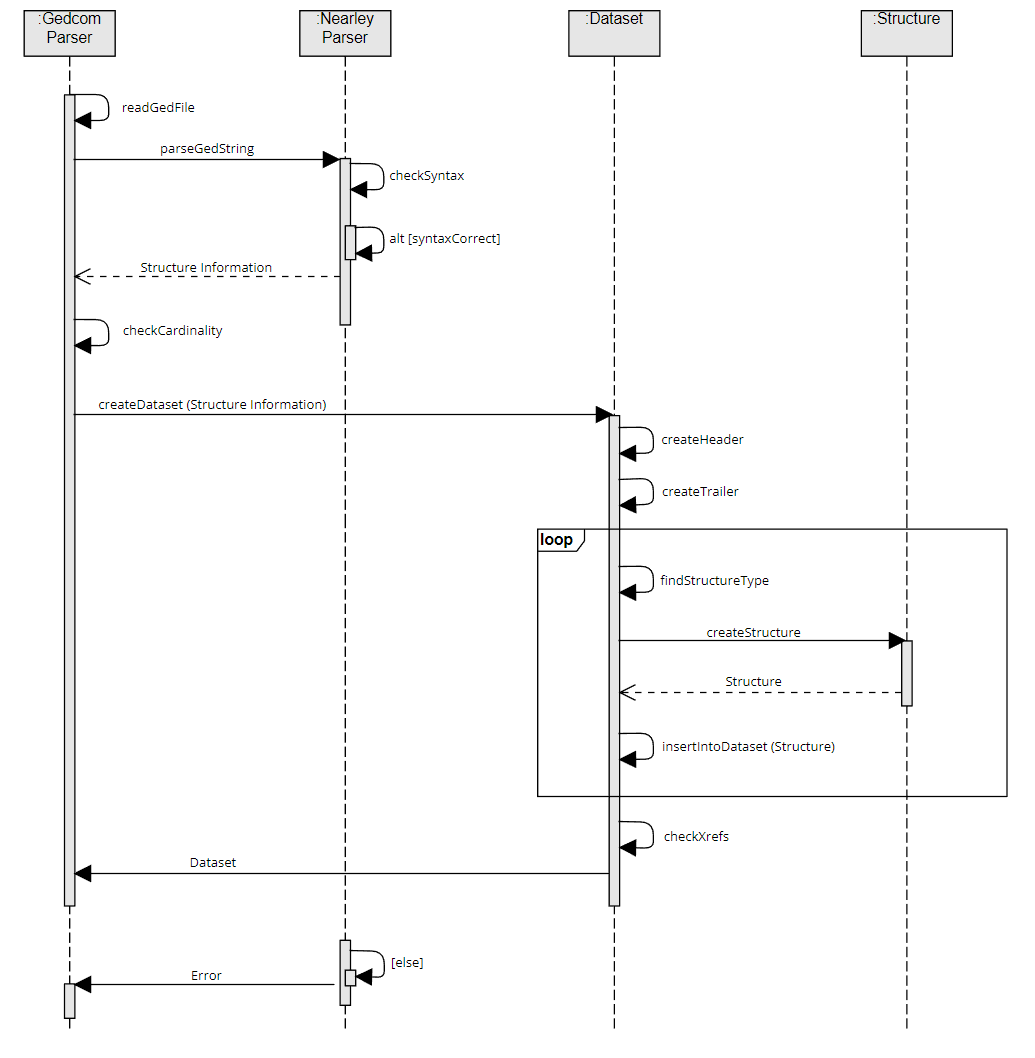 :Gedcom
Parser
:Nearley
Parser
:Dataset
:Structure
readGedFile
parseGedString
checkSyntax
alt [syntaxCorrect]
Structure Information
checkCardinality
createDataset (Structure Information)
createHeader
createTrailer
loop
findStructureType
createStructure
Structure
insertIntoDataset (Structure)
checkXrefs
Dataset
[else]
Error